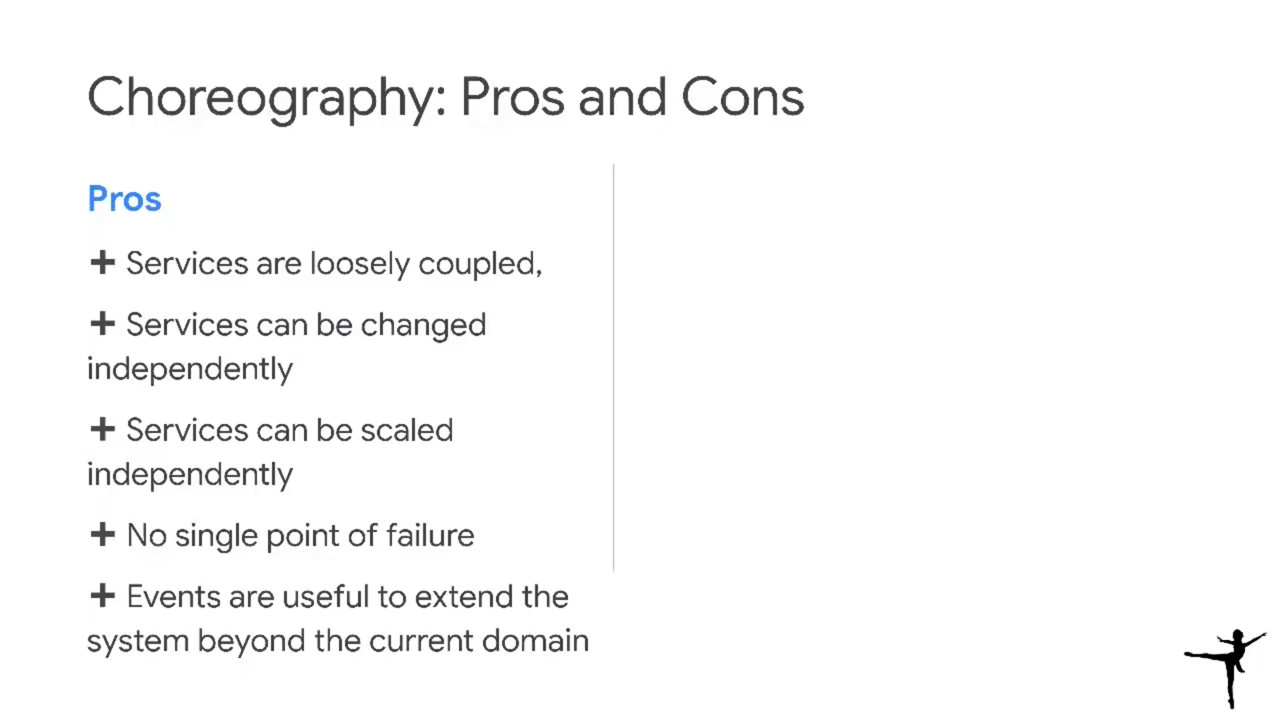 Choreography: Pros and Cons
Pros
+ Services are loosely coupled,
+ Services can be changed
independently
+ Services can be scaled
independently
+ No single point of failure
+ Events are useful to extend the
system beyond the current domain